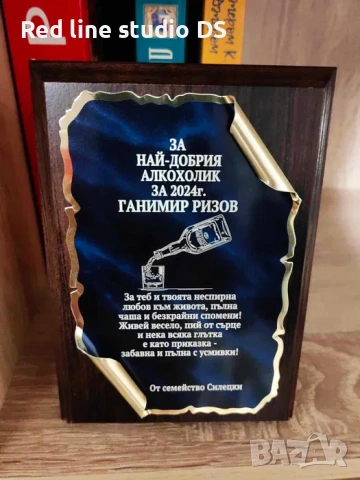 Red line studio DS
ЗА
НАЙ-ДОБРИЯ
АЛКОХОЛИК
ЗА 2024г.
ГАНИМИР РИЗОВ
За теб и твоята неспирна
любов към живота, пълна
чаша и безкрайни спомени!
Живей весело, пий от сърце
и нека всяка глътка
е като приказка -
забавна и пълна с усмивки!
От семейство Силецки
BAZAR